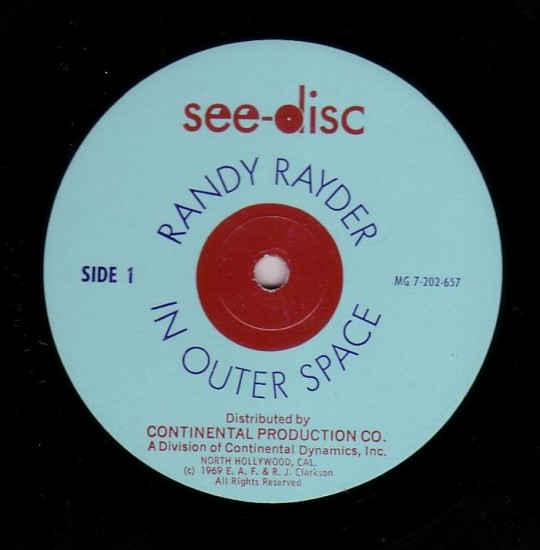 see-disc
RANDY RAYDER
SIDE 1
MG 7-202-657
IN OUTER SPACE
Distributed by
CONTINENTAL PRODUCTION CO.
A Division of Continental Dynamics, Inc.
NORTH HOLLYWOOD, CAL.
(c) 1969 E. A. F. & R. J. Clarkson
All Rights Reserved